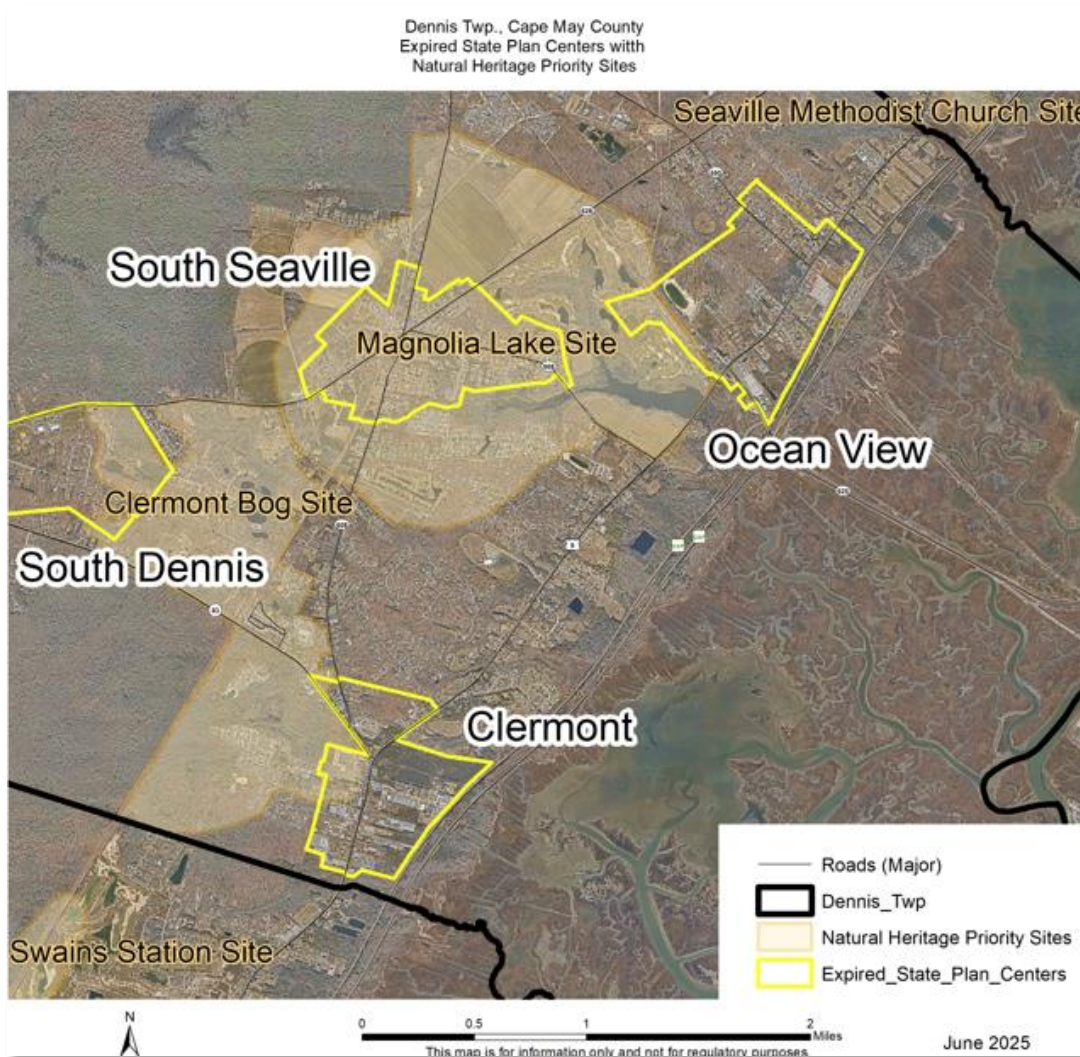 Dennis Twp., Cape May County
Expired State Plan Centers witth
Natural Heritage Priority Sites
Seaville Methodist Church Site
South Seaville
Magnolia Lake Site
Ocean View
Clermont Bog Site
South Dennis
Clermont
Swains Station Site
Roads (Major)
Dennis_Twp
Natural Heritage Priority Sites
Expired_State_Plan_Centers
N
0 0.5 1 2
Miles
This map is for information only and not for regulatory purposes
June 2025